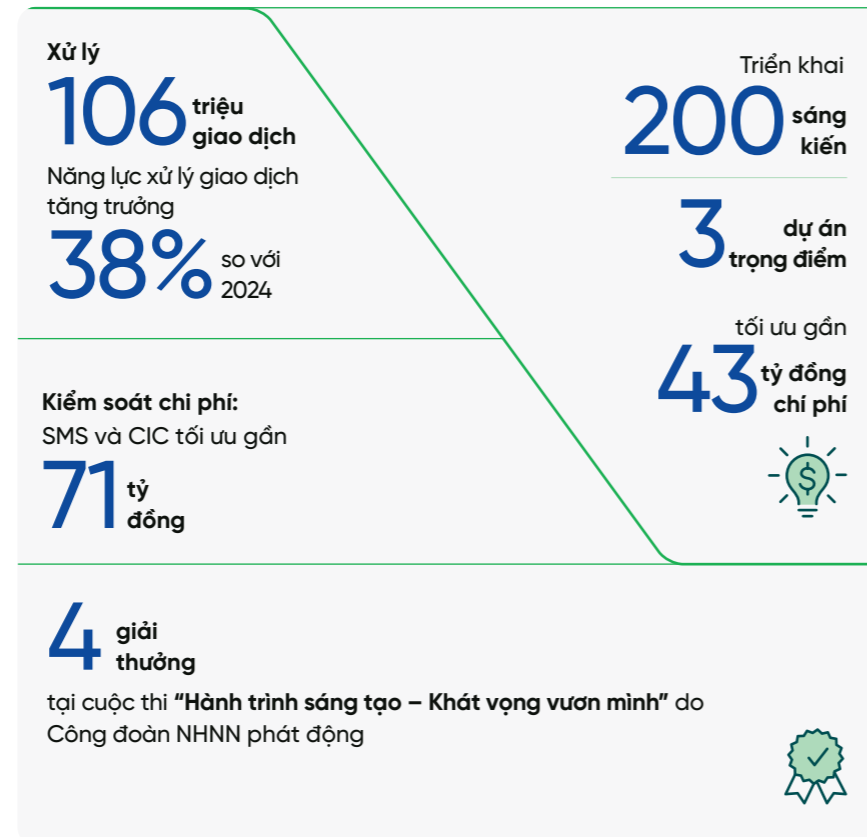 Xử lý
106 triệu
giao dịch
Năng lực xử lý giao dịch
tăng trưởng
38% so với
2024
Kiểm soát chi phí:
SMS và CIC tối ưu gần
71 tỷ
đồng
Triển khai
200 sáng
kiến
3 dự án
trọng điểm
tối ưu gần
43 tỷ đồng
chí phí
$
4 giải
thưởng
tại cuộc thi “Hành trình sáng tạo – Khát vọng vươn mình” do
Công đoàn NHNN phát động